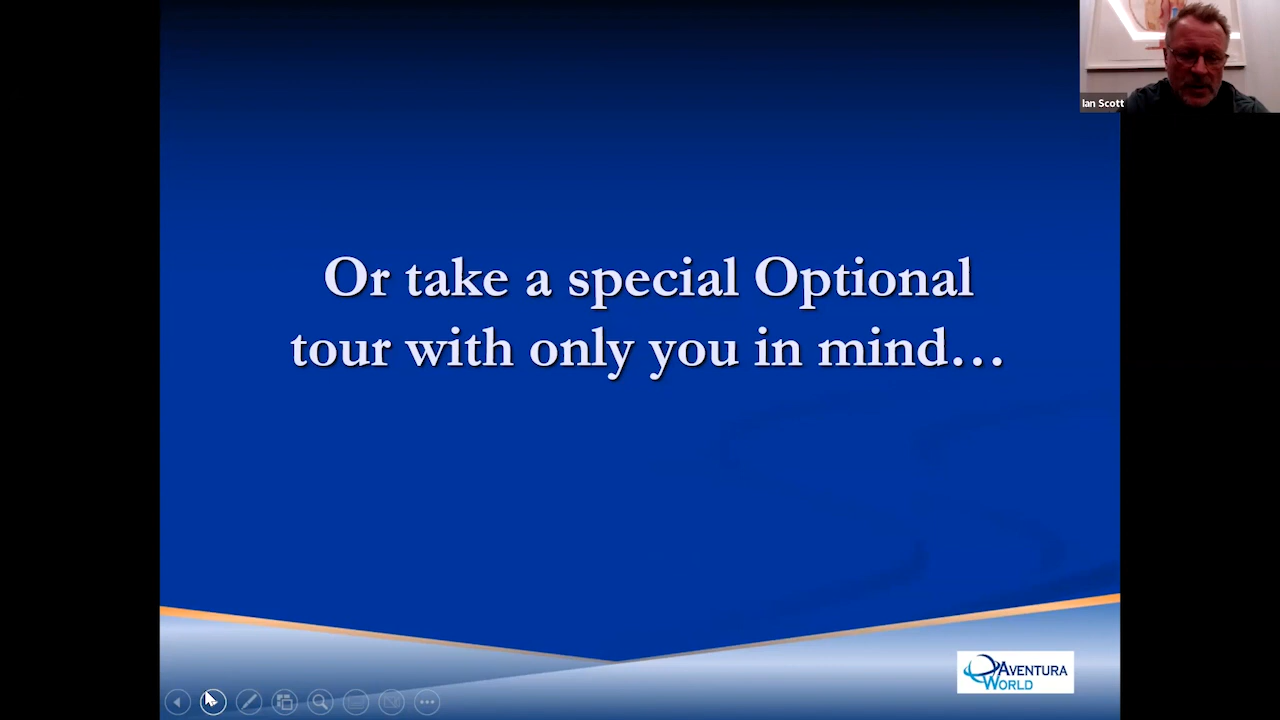 Ian Scott
Or take a special Optional
tour with only you in mind…
AVENTURA
WORLD